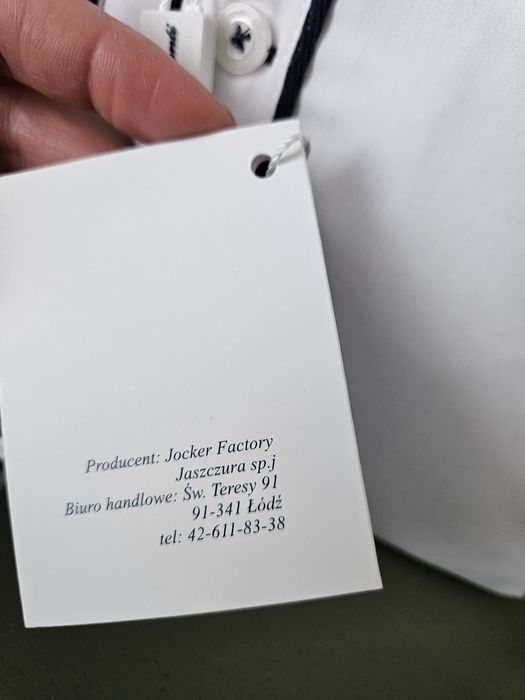 Producent: Jocker Factory
Jaszczura sp.j
Biuro handlowe: Św. Teresy 91
91-341 Łódź
tel: 42-611-83-38